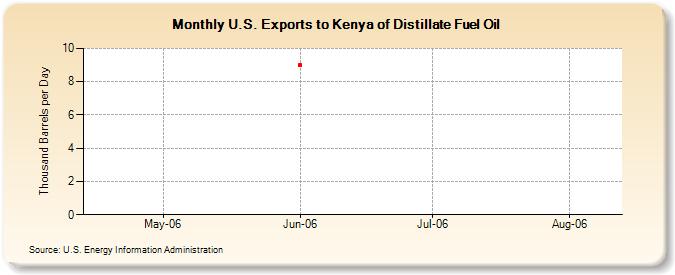 Monthly U.S. Exports to Kenya of Distillate Fuel Oil
Thousand Barrels per Day
10
8
6
4
2
0
May-06 Jun-06 Jul-06 Aug-06
Source: U.S. Energy Information Administration